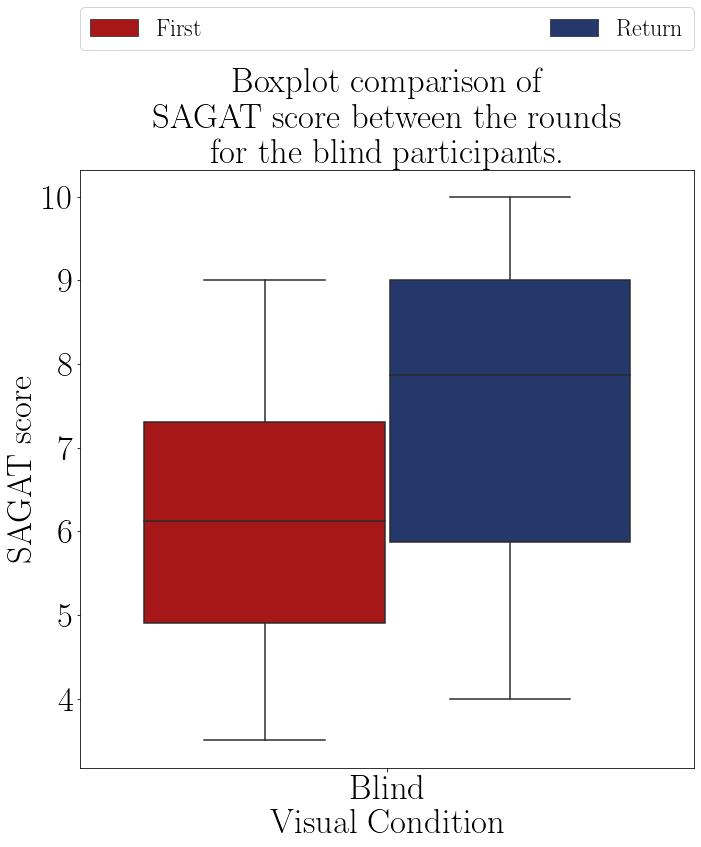 First Return
Boxplot comparison of
SAGAT score between the rounds
for the blind participants.
10
9
8
7
6
5
4
SAGAT score
Blind
Visual Condition